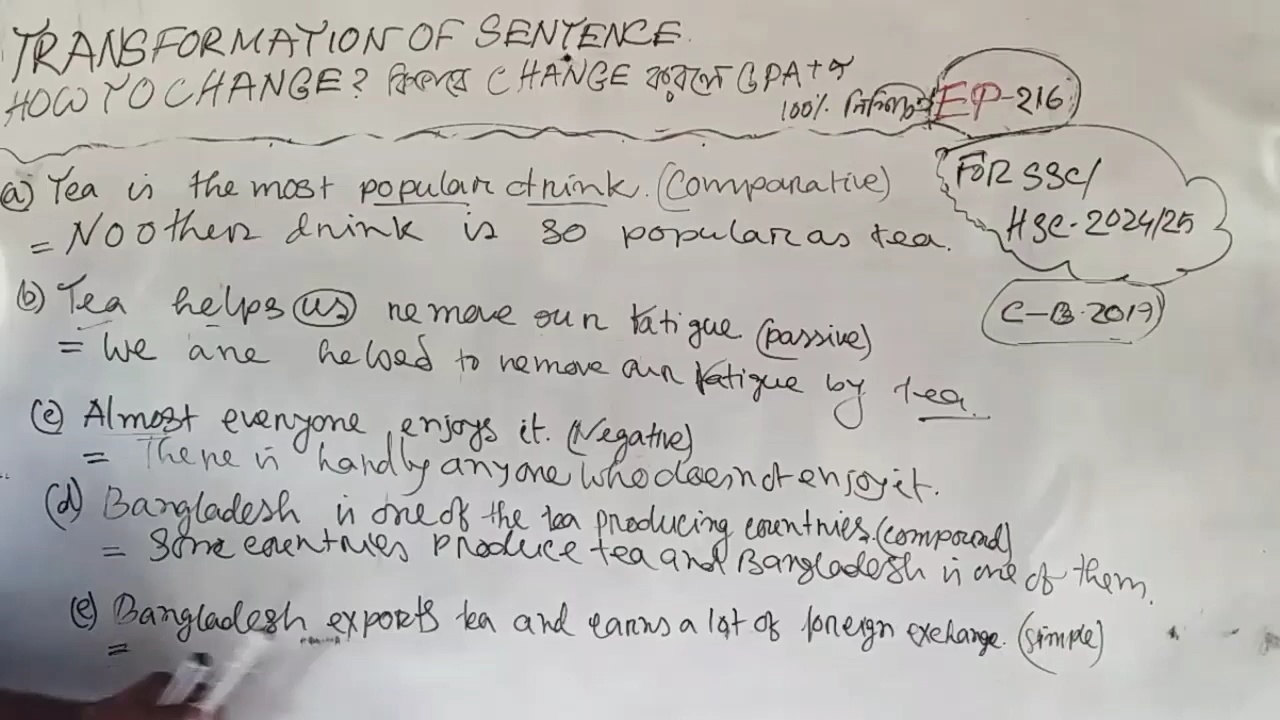 TRANSFORMATION OF SENTENCE.
HOW TO CHANGE? কিভাবে CHANGE করলে GPA+5
100% নিশ্চিত EP-216
FOR SSC/
HSC-2024/25
C-B-2017
(a) Tea is the most popular drink. (Comparative)
= No other drink is so popular as tea.
(b) Tea helps us remove our fatigue (passive)
= We are helped to remove our fatigue by tea.
(c) Almost everyone enjoys it. (Negative)
= There is hardly anyone who does not enjoy it.
(d) Bangladesh is one of the tea producing countries. (compound)
= Some countries produce tea and Bangladesh is one of them.
(e) Bangladesh exports tea and earns a lot of foreign exchange. (simple)
=